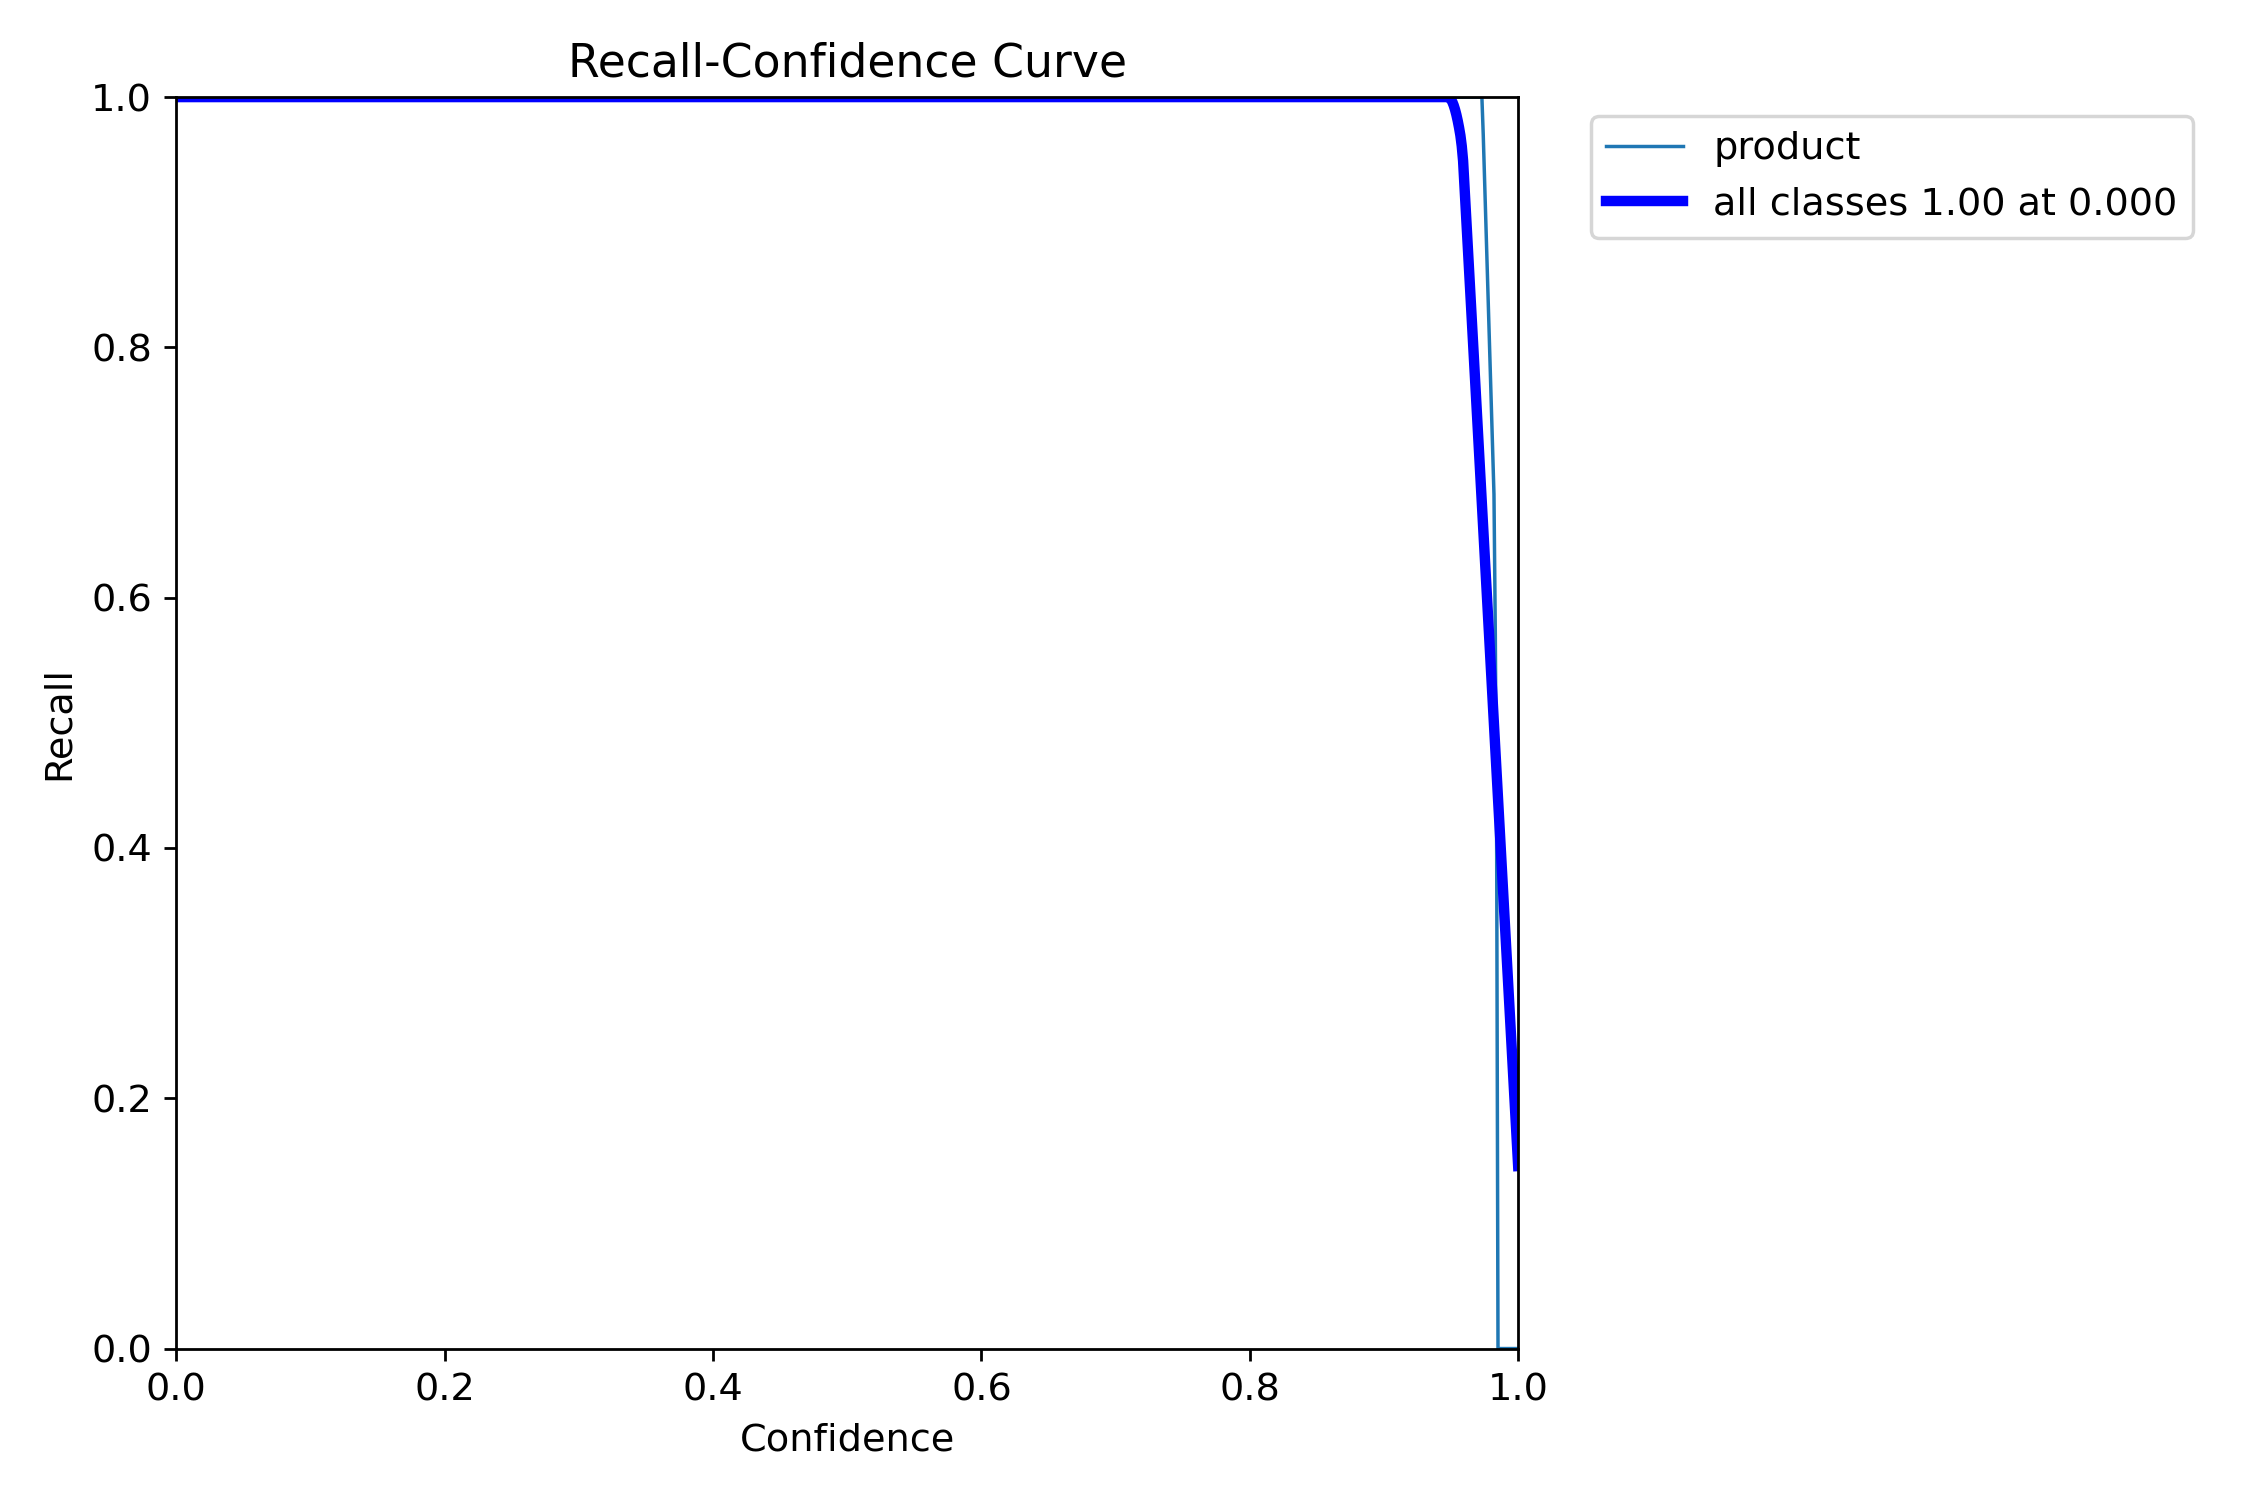 Recall-Confidence Curve
product
all classes 1.00 at 0.000
1.0
0.8
0.6
0.4
0.2
0.0
Recall
0.0 0.2 0.4 0.6 0.8 1.0
Confidence